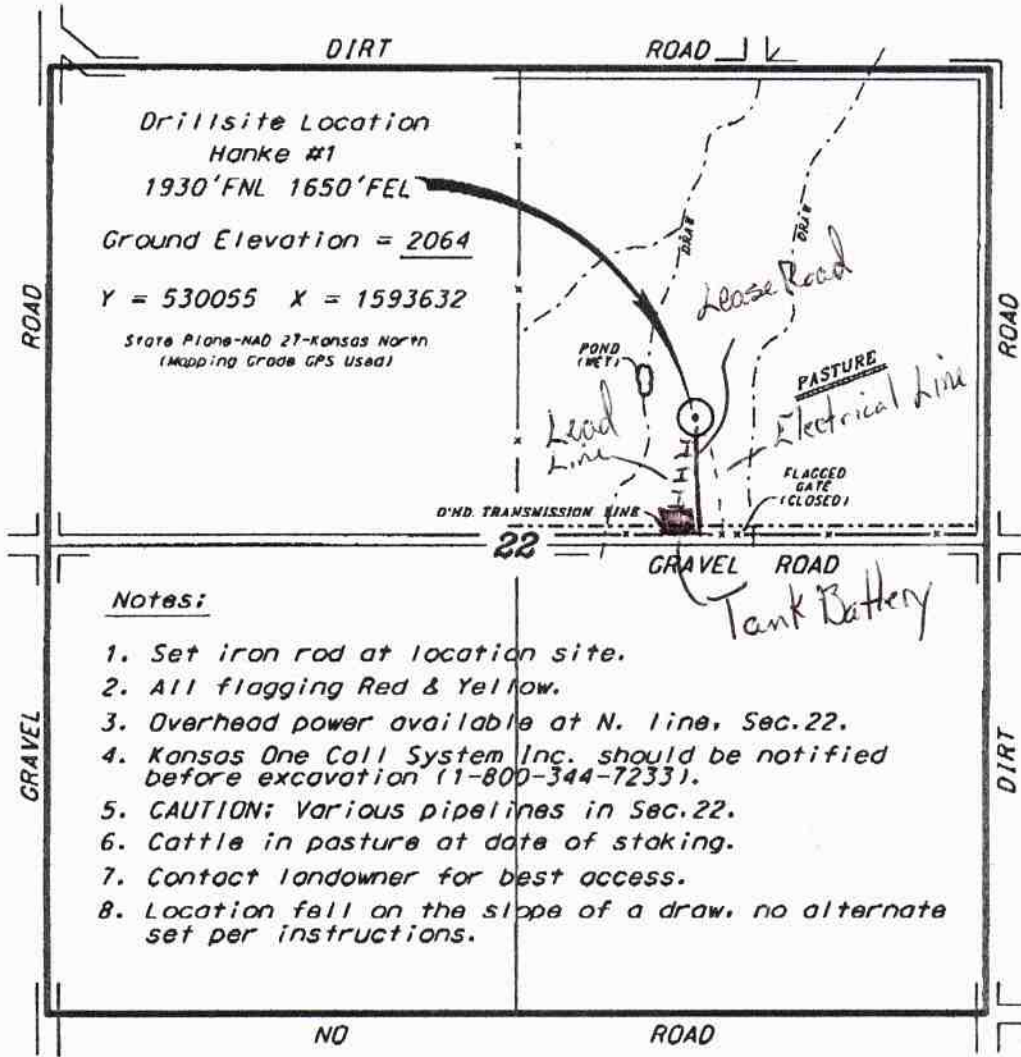 DIRT ROAD
Drillsite Location
Hanke #1
1930'FNL 1650'FEL
Ground Elevation = 2064
Y = 530055 X = 1593632
State Plane-NAD 27-Kansas North
(Mapping Grade GPS Used)
ROAD
ROAD
DRAW
DRAW
Lease Road
POND
(WET)
PASTURE
Electrical Line
Lead
Line
FLAGGED
GATE
(CLOSED)
O'HD. TRANSMISSION LINE
22
GRAVEL ROAD
Tank Battery
GRAVEL
DIRT
Notes:
1. Set iron rod at location site.
2. All flagging Red & Yellow.
3. Overhead power available at N. line, Sec.22.
4. Kansas One Call System Inc. should be notified
before excavation (1-800-344-7233).
5. CAUTION: Various pipelines in Sec.22.
6. Cattle in pasture at date of staking.
7. Contact landowner for best access.
8. Location fell on the slope of a draw, no alternate
set per instructions.
NO ROAD